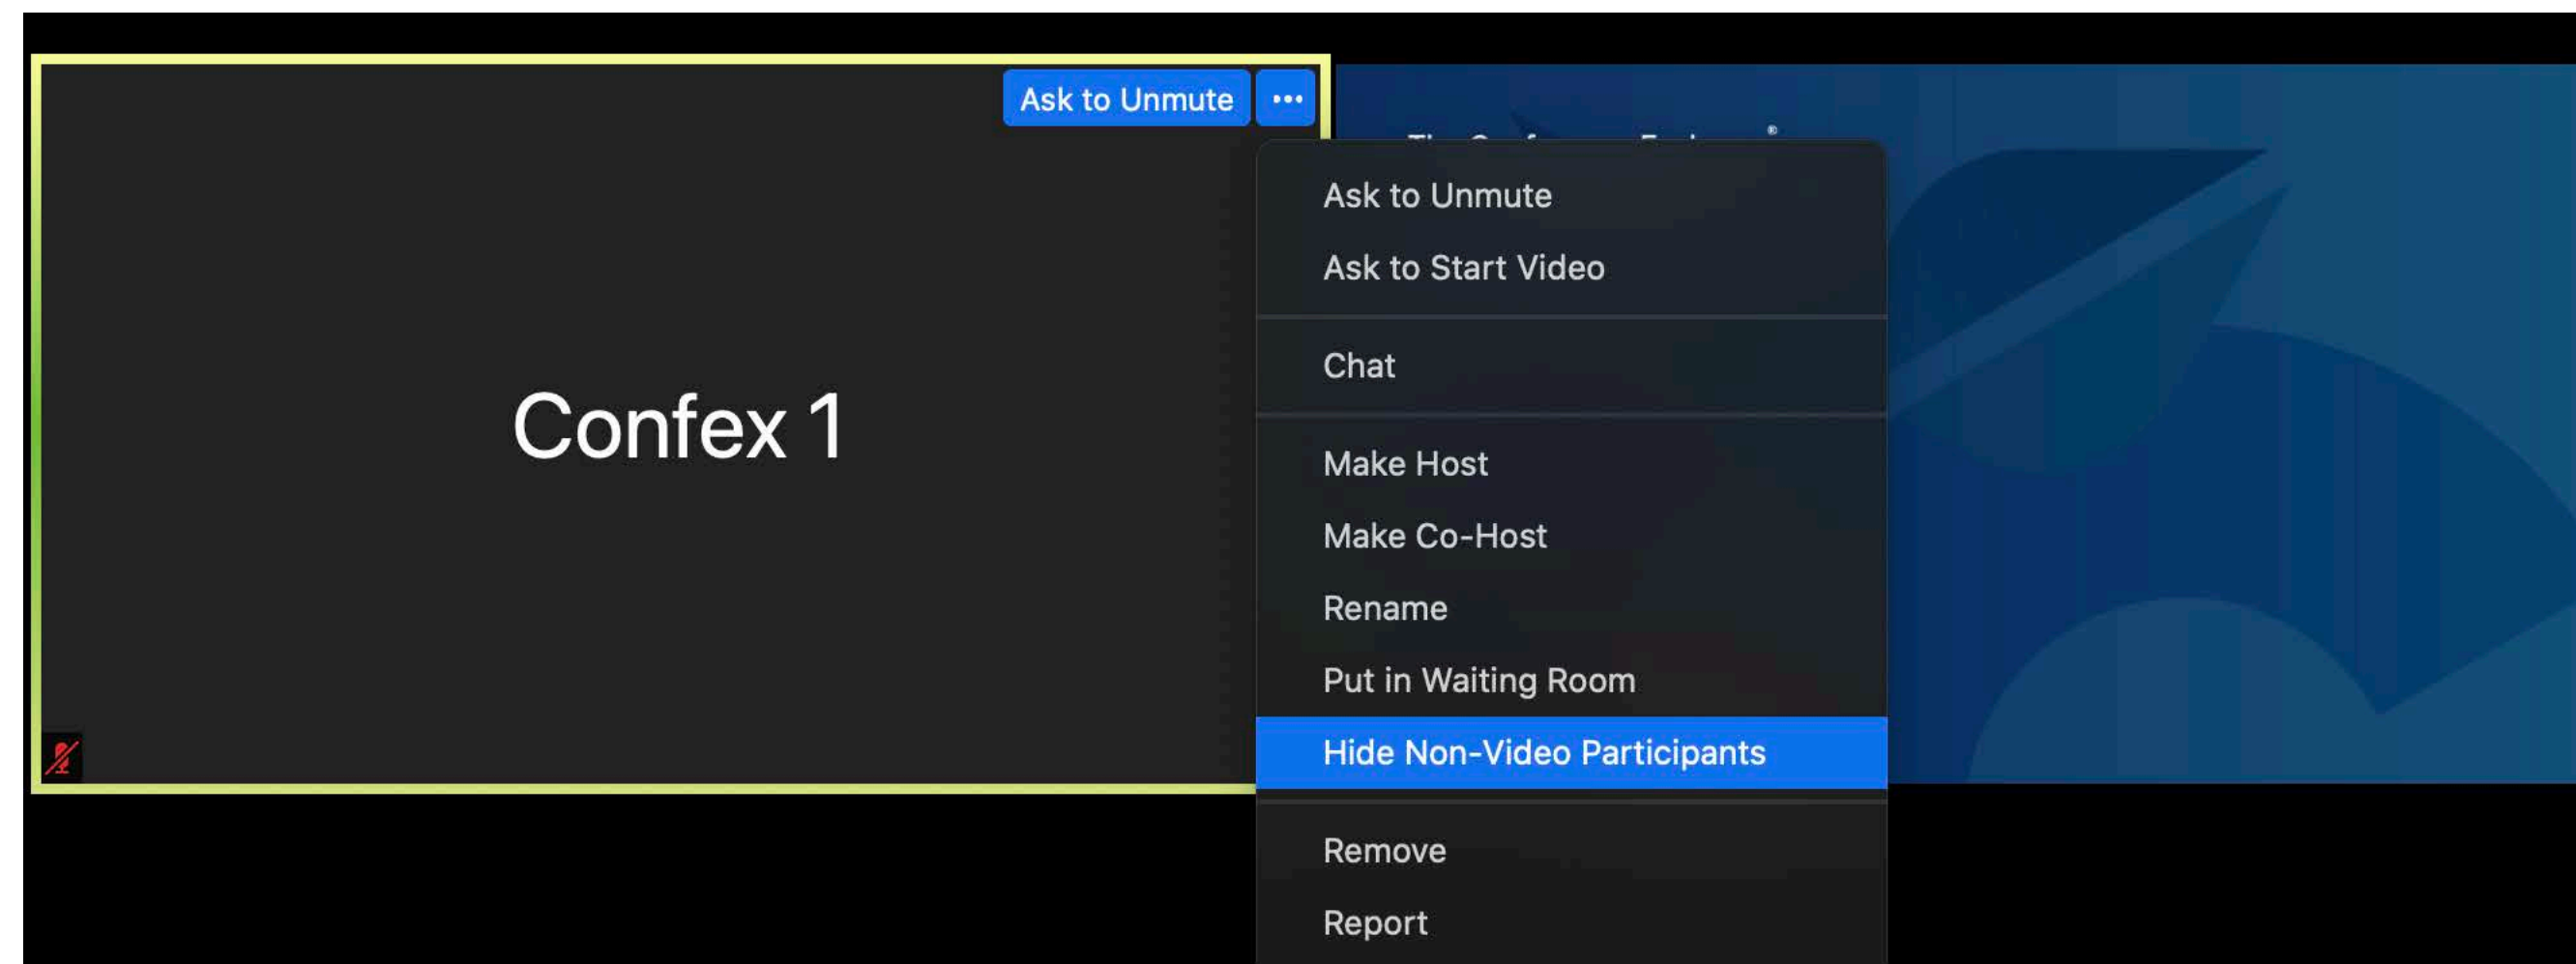 Ask to Unmute
Confex 1
Ask to Unmute
Ask to Start Video
Chat
Make Host
Make Co-Host
Rename
Put in Waiting Room
Hide Non-Video Participants
Remove
Report